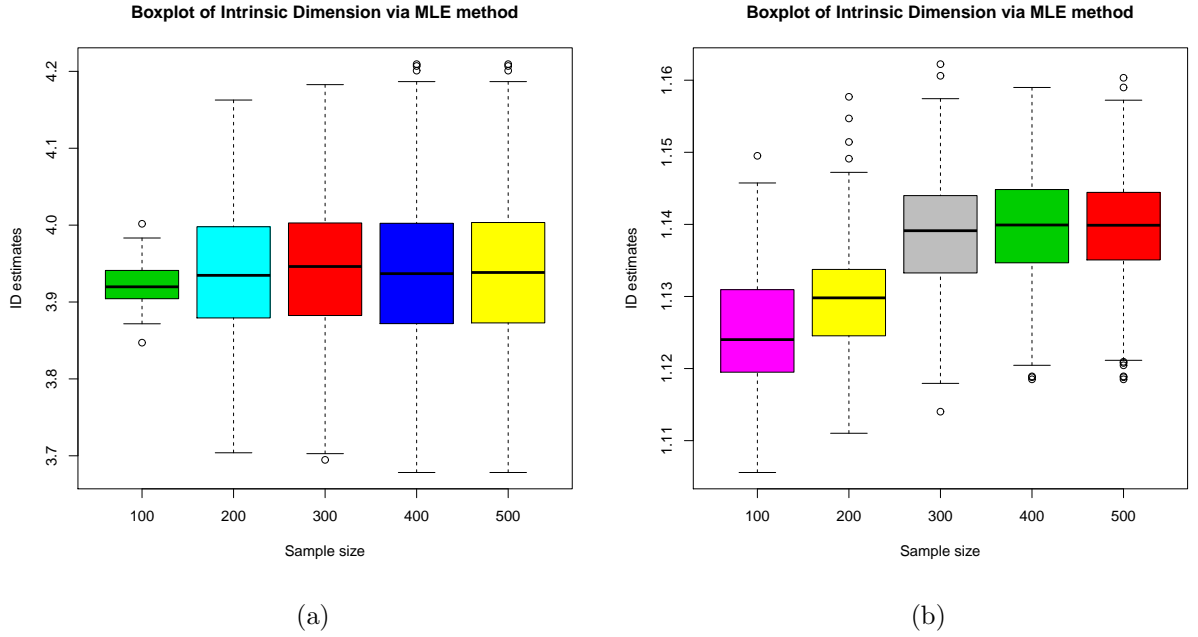 Boxplot of Intrinsic Dimension via MLE method
ID estimates
4.2
4.1
4.0
3.9
3.8
3.7
100 200 300 400 500
Sample size
(a)
Boxplot of Intrinsic Dimension via MLE method
ID estimates
1.16
1.15
1.14
1.13
1.12
1.11
100 200 300 400 500
Sample size
(b)